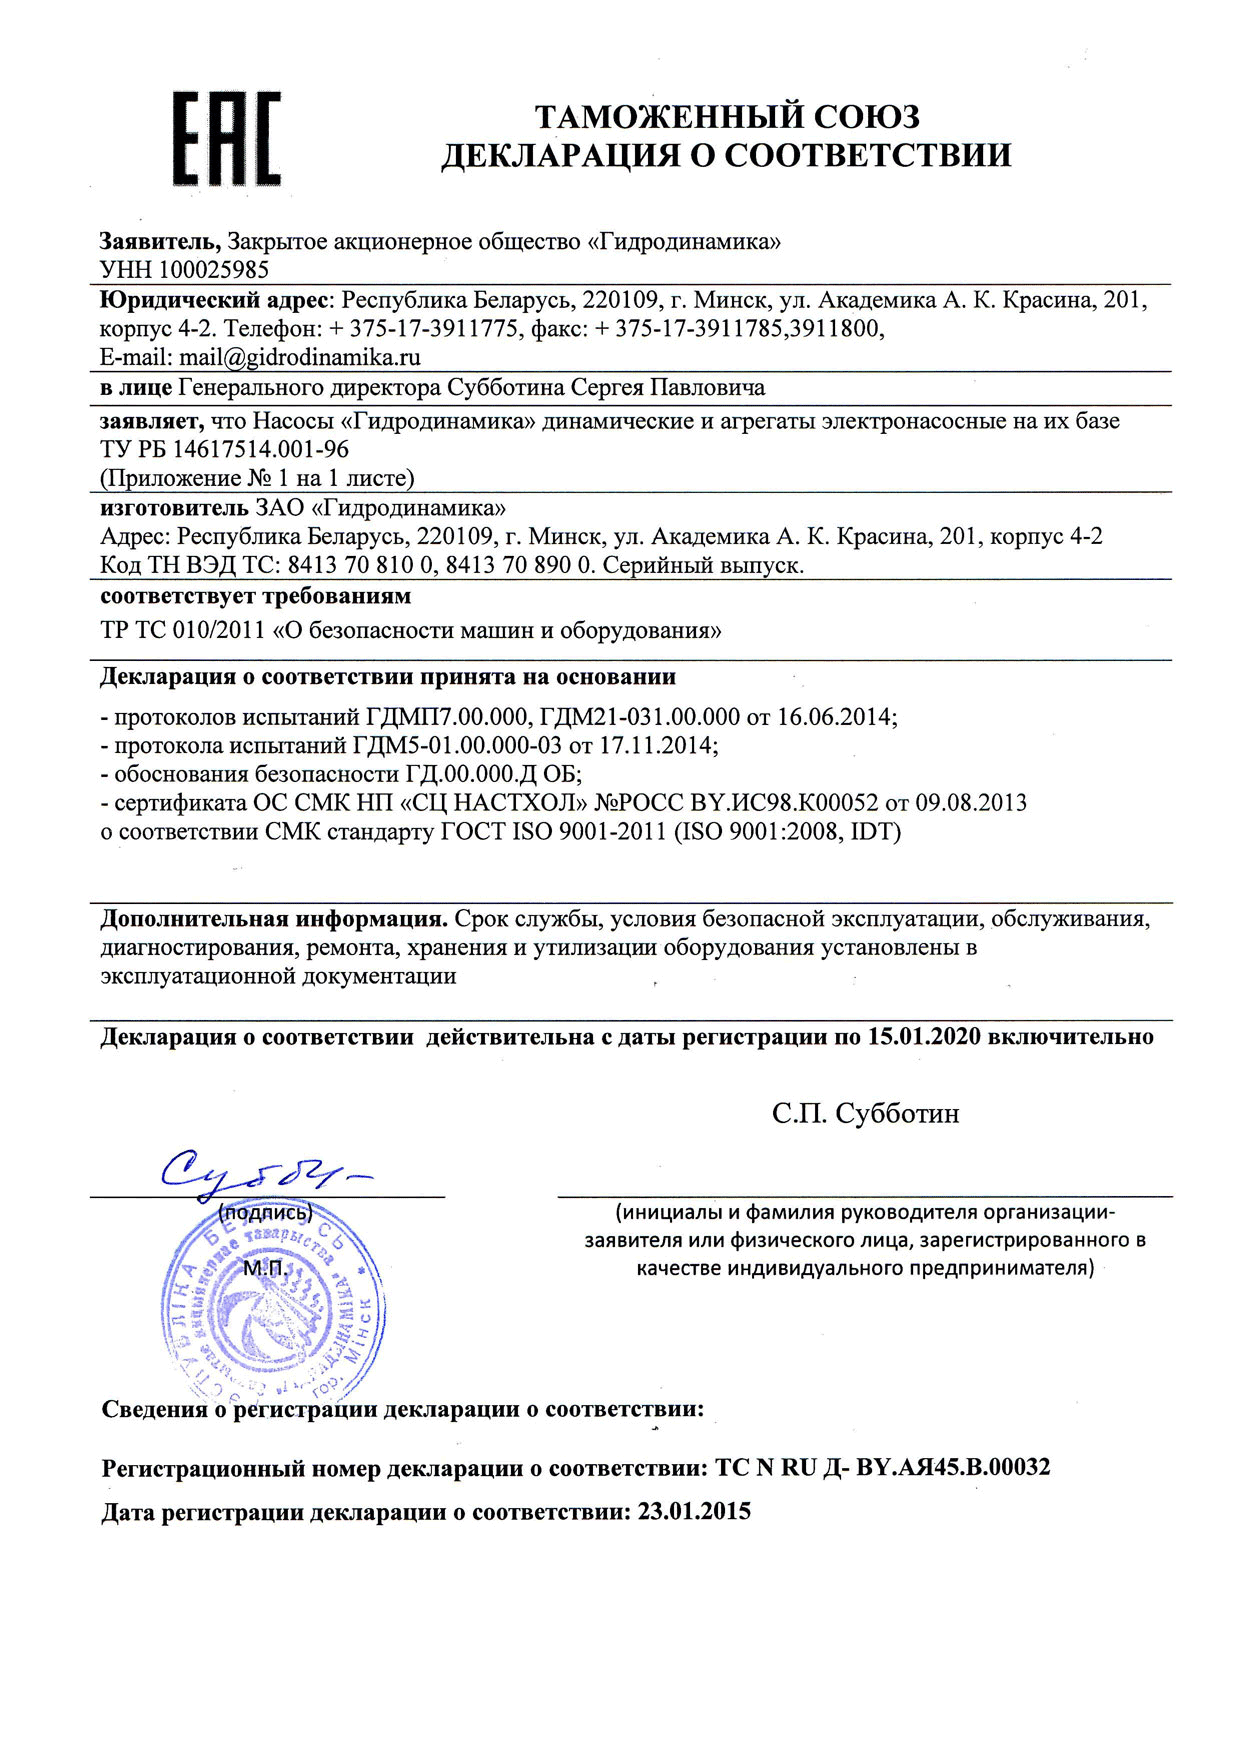 ЕАС
ТАМОЖЕННЫЙ СОЮЗ
ДЕКЛАРАЦИЯ О СООТВЕТСТВИИ
Заявитель, Закрытое акционерное общество «Гидродинамика»
УНН 100025985
Юридический адрес: Республика Беларусь, 220109, г. Минск, ул. Академика А. К. Красина, 201,
корпус 4-2. Телефон: + 375-17-3911775, факс: + 375-17-3911785,3911800,
E-mail: mail@gidrodinamika.ru
в лице Генерального директора Субботина Сергея Павловича
заявляет, что Насосы «Гидродинамика» динамические и агрегаты электронасосные на их базе
ТУ РБ 14617514.001-96
(Приложение № 1 на 1 листе)
изготовитель ЗАО «Гидродинамика»
Адрес: Республика Беларусь, 220109, г. Минск, ул. Академика А. К. Красина, 201, корпус 4-2
Код ТН ВЭД ТС: 8413 70 810 0, 8413 70 890 0. Серийный выпуск.
соответствует требованиям
ТР ТС 010/2011 «О безопасности машин и оборудования»
Декларация о соответствии принята на основании
- протоколов испытаний ГДМП7.00.000, ГДМ21-031.00.000 от 16.06.2014;
- протокола испытаний ГДМ5-01.00.000-03 от 17.11.2014;
- обоснования безопасности ГД.00.000.Д ОБ;
- сертификата ОС СМК НП «СЦ НАСТХОЛ» №РОСС BY.ИС98.К00052 от 09.08.2013
о соответствии СМК стандарту ГОСТ ISO 9001-2011 (ISO 9001:2008, IDT)
Дополнительная информация. Срок службы, условия безопасной эксплуатации, обслуживания,
диагностирования, ремонта, хранения и утилизации оборудования установлены в
эксплуатационной документации
Декларация о соответствии действительна с даты регистрации по 15.01.2020 включительно
С.П. Субботин
(подпись)
М.П.
(инициалы и фамилия руководителя организации-
заявителя или физического лица, зарегистрированного в
качестве индивидуального предпринимателя)
БЕЛАРУСЬ
таварыства
гор. Мінск
Сведения о регистрации декларации о соответствии:
Регистрационный номер декларации о соответствии: ТС N RU Д- BY.АЯ45.В.00032
Дата регистрации декларации о соответствии: 23.01.2015